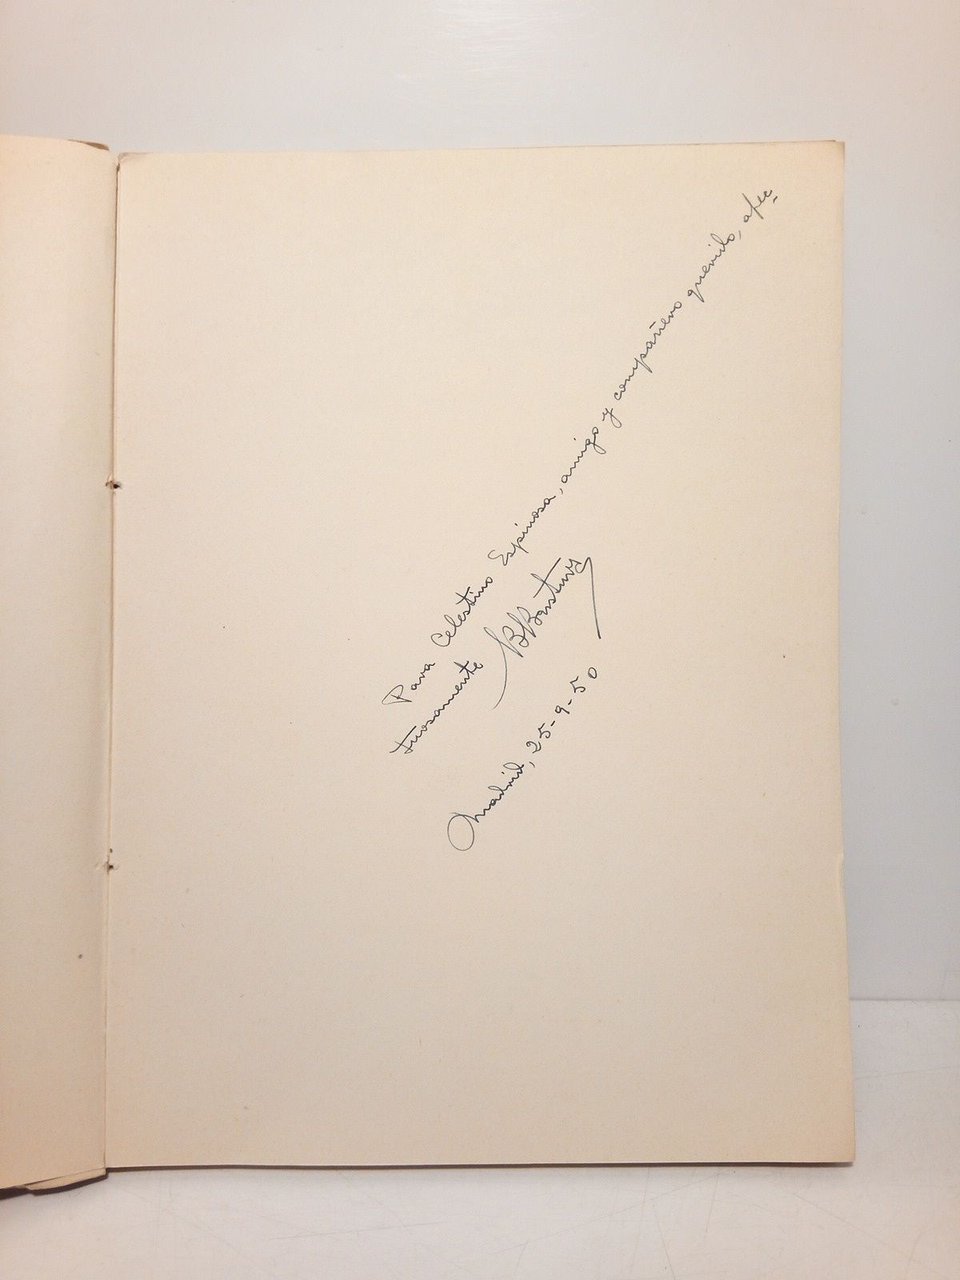 Para Celestino Espinosa, amigo y compañero querido, afec-
tuosamente
Madrid, 25-9-50